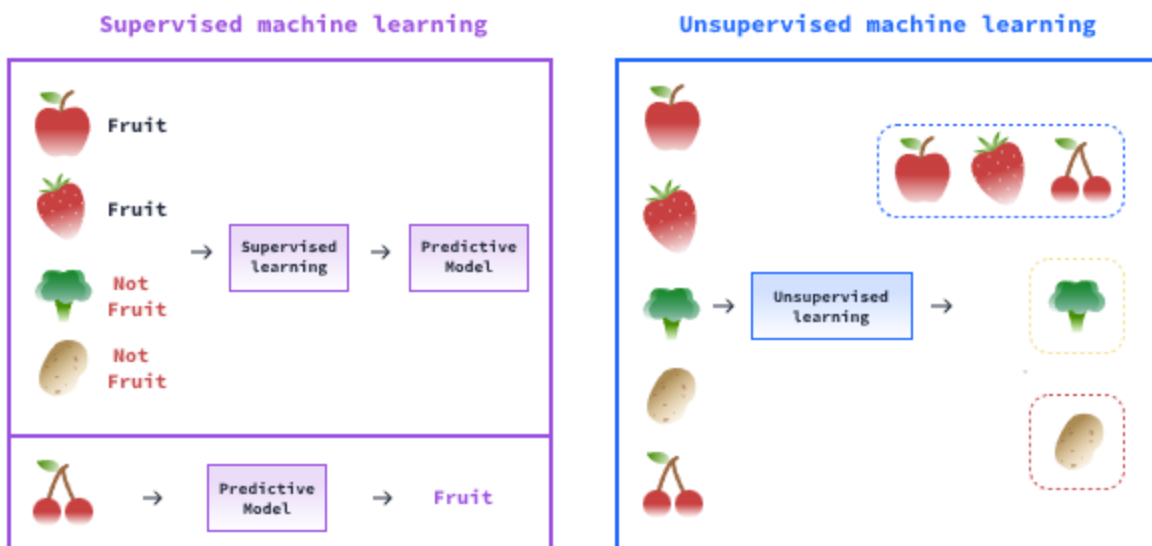 Supervised machine learning
Fruit
Fruit
Not
Fruit
Not
Fruit
Supervised
learning
Predictive
Model
Predictive
Model
Fruit
Unsupervised machine learning
Unsupervised
learning